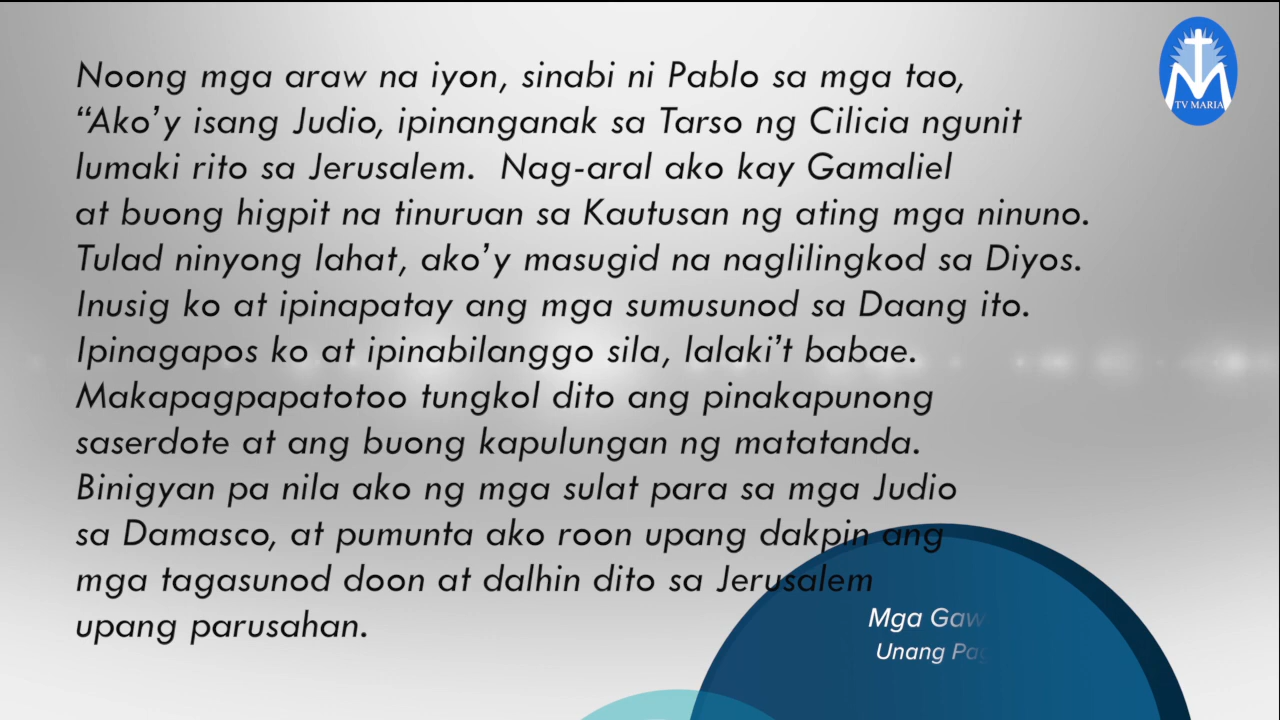 TV MARIA
Noong mga araw na iyon, sinabi ni Pablo sa mga tao,
“Ako’y isang Judio, ipinanganak sa Tarso ng Cilicia ngunit
lumaki rito sa Jerusalem. Nag-aral ako kay Gamaliel
at buong higpit na tinuruan sa Kautusan ng ating mga ninuno.
Tulad ninyong lahat, ako’y masugid na naglilingkod sa Diyos.
Inusig ko at ipinapatay ang mga sumusunod sa Daang ito.
Ipinagapos ko at ipinabilanggo sila, lalaki’t babae.
Makapagpapatotoo tungkol dito ang pinakapunong
saserdote at ang buong kapulungan ng matatanda.
Binigyan pa nila ako ng mga sulat para sa mga Judio
sa Damasco, at pumunta ako roon upang dakpin ang
mga tagasunod doon at dalhin dito sa Jerusalem
upang parusahan.
Mga
Unang